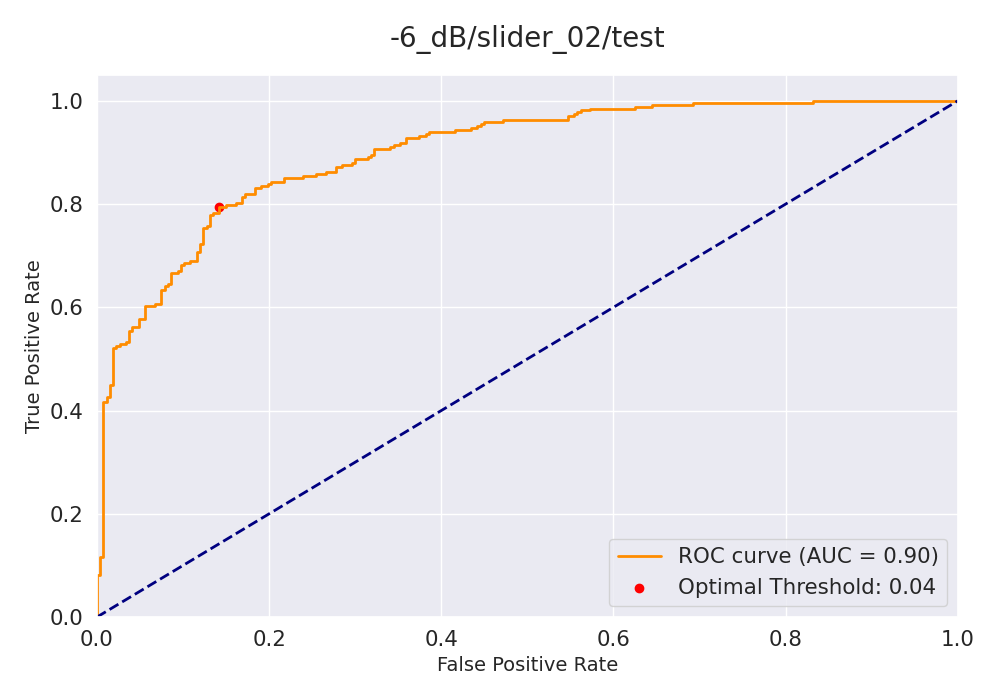 -6_dB/slider_02/test
True Positive Rate
1.0
0.8
0.6
0.4
0.2
0.0
0.0 0.2 0.4 0.6 0.8 1.0
False Positive Rate
ROC curve (AUC = 0.90)
Optimal Threshold: 0.04